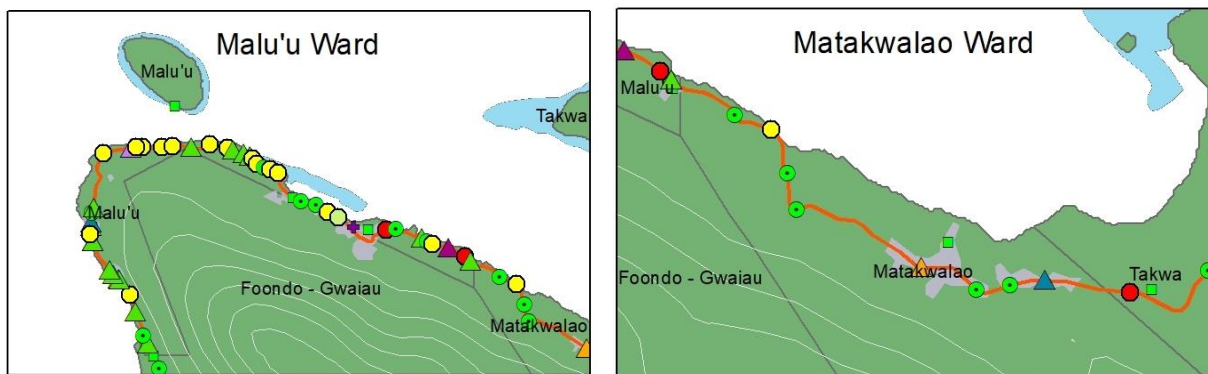 Malu'u Ward
Malu'u
Takwa
Malu'u
Foondo - Gwaiau
Matakwalao
Matakwalao Ward
Malu'u
Foondo - Gwaiau
Matakwalao
Takwa